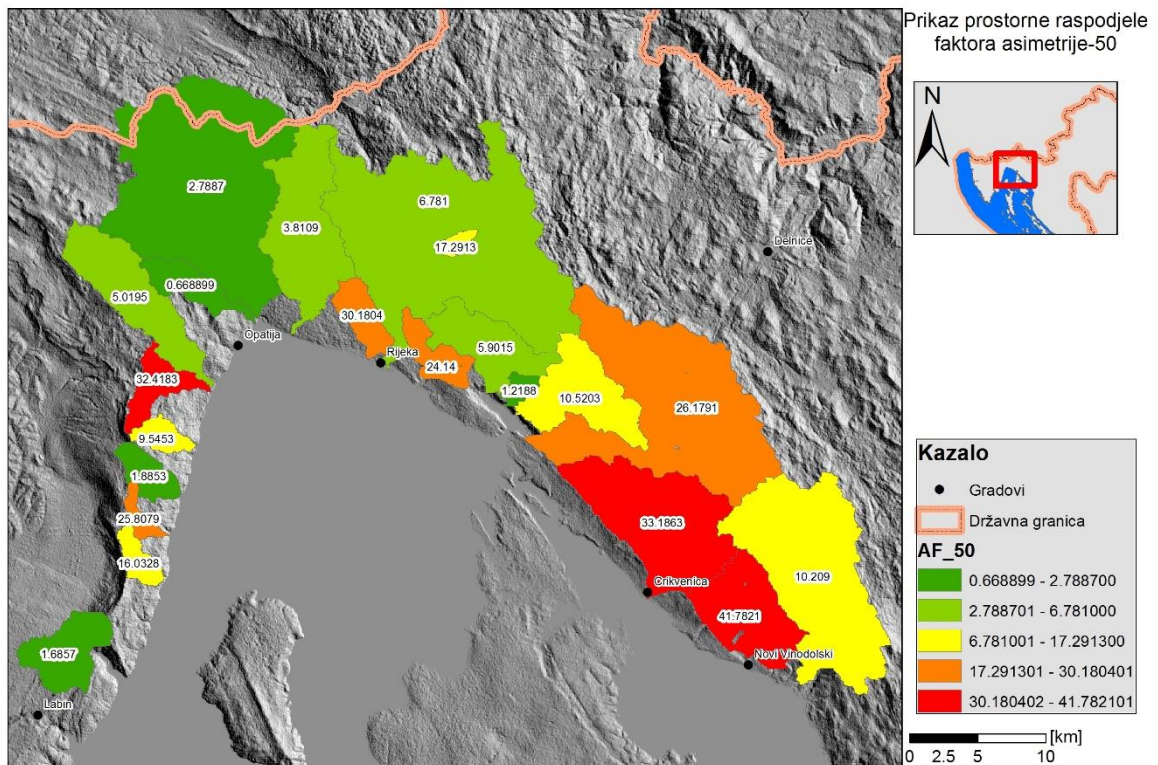 Prikaz prostorne raspodjele
faktora asimetrije-50
N
2.7887
3.8109
6.781
17.2913
Delnice
0.668899
5.0195
30.1804
Opatija
5.9015
Rijeka
24.14
32.4183
1.2188
10.5203
26.1791
9.5453
1.8853
25.8079
33.1863
16.0328
10.209
Crikvenica
41.7821
1.6857
Novi Vinodolski
Labin
Kazalo
Gradovi
Državna granica
AF_50
0.668899 - 2.788700
2.788701 - 6.781000
6.781001 - 17.291300
17.291301 - 30.180401
30.180402 - 41.782101
[km]
0 2.5 5 10